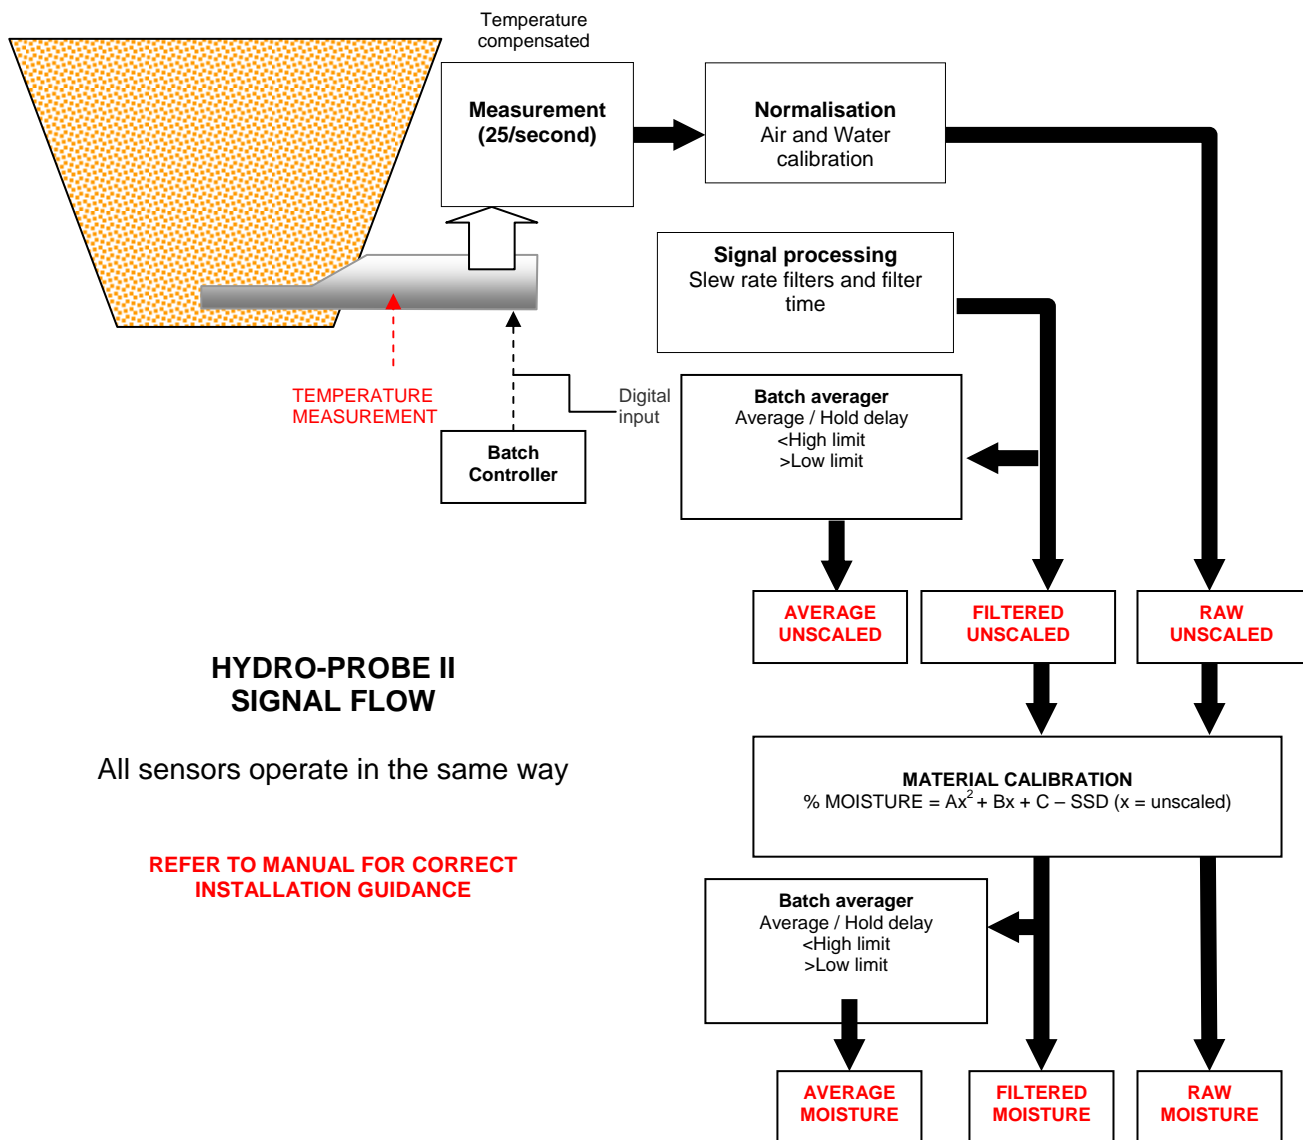 Temperature
compensated
Measurement
(25/second)
Normalisation
Air and Water
calibration
Signal processing
Slew rate filters and filter
time
TEMPERATURE
MEASUREMENT
Digital
input
Batch
Controller
Batch averager
Average / Hold delay
<High limit
>Low limit
AVERAGE
UNSCALED
FILTERED
UNSCALED
RAW
UNSCALED
HYDRO-PROBE II
SIGNAL FLOW
All sensors operate in the same way
REFER TO MANUAL FOR CORRECT
INSTALLATION GUIDANCE
MATERIAL CALIBRATION
% MOISTURE = Ax² + Bx + C – SSD (x = unscaled)
Batch averager
Average / Hold delay
<High limit
>Low limit
AVERAGE
MOISTURE
FILTERED
MOISTURE
RAW
MOISTURE